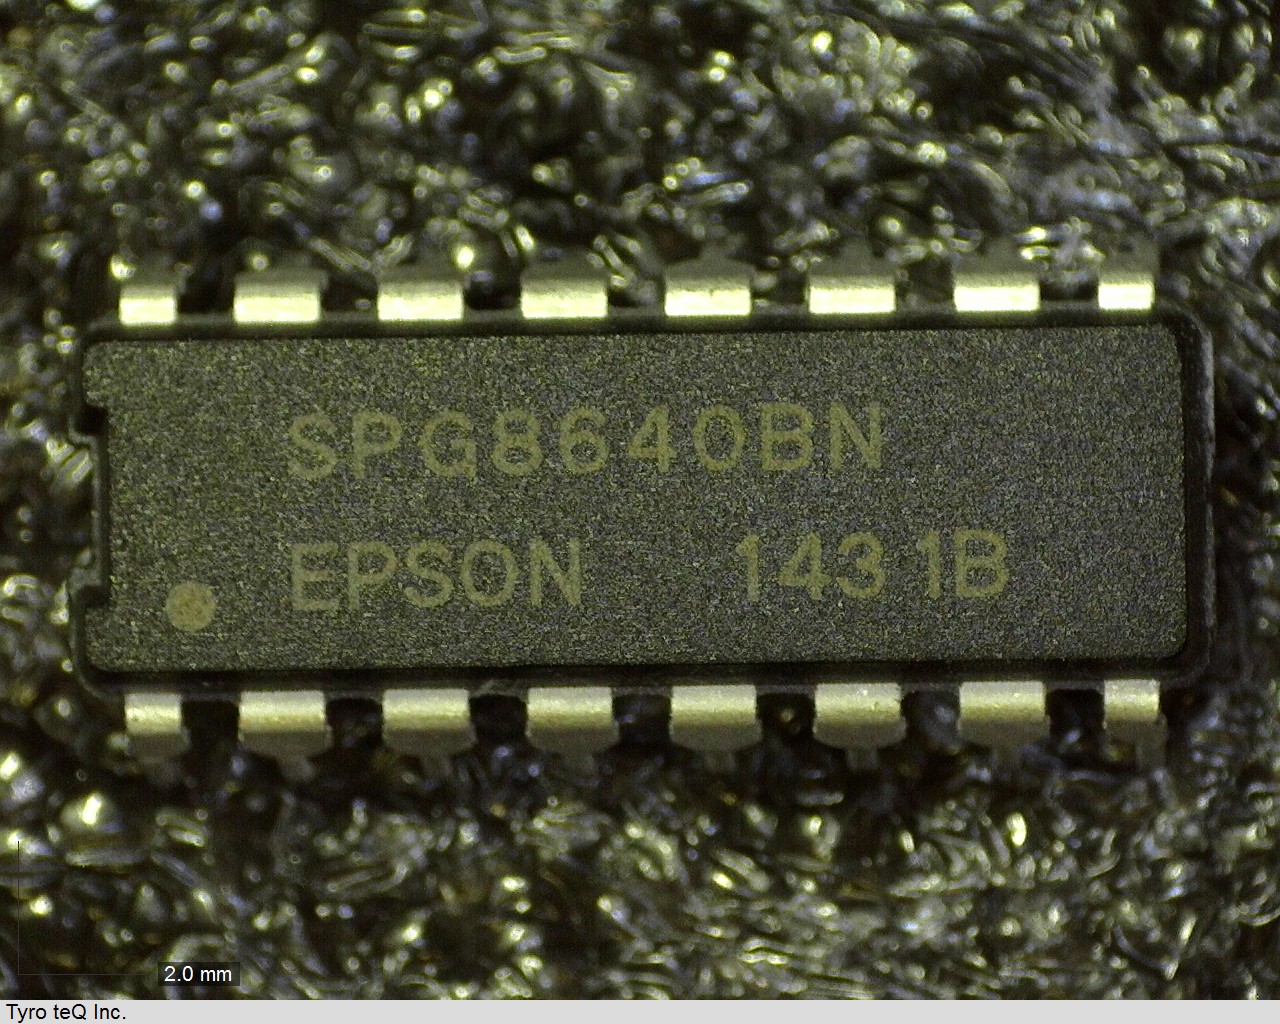 SPG8640BN
EPSON 1431B
2.0 mm
Tyro teQ Inc.